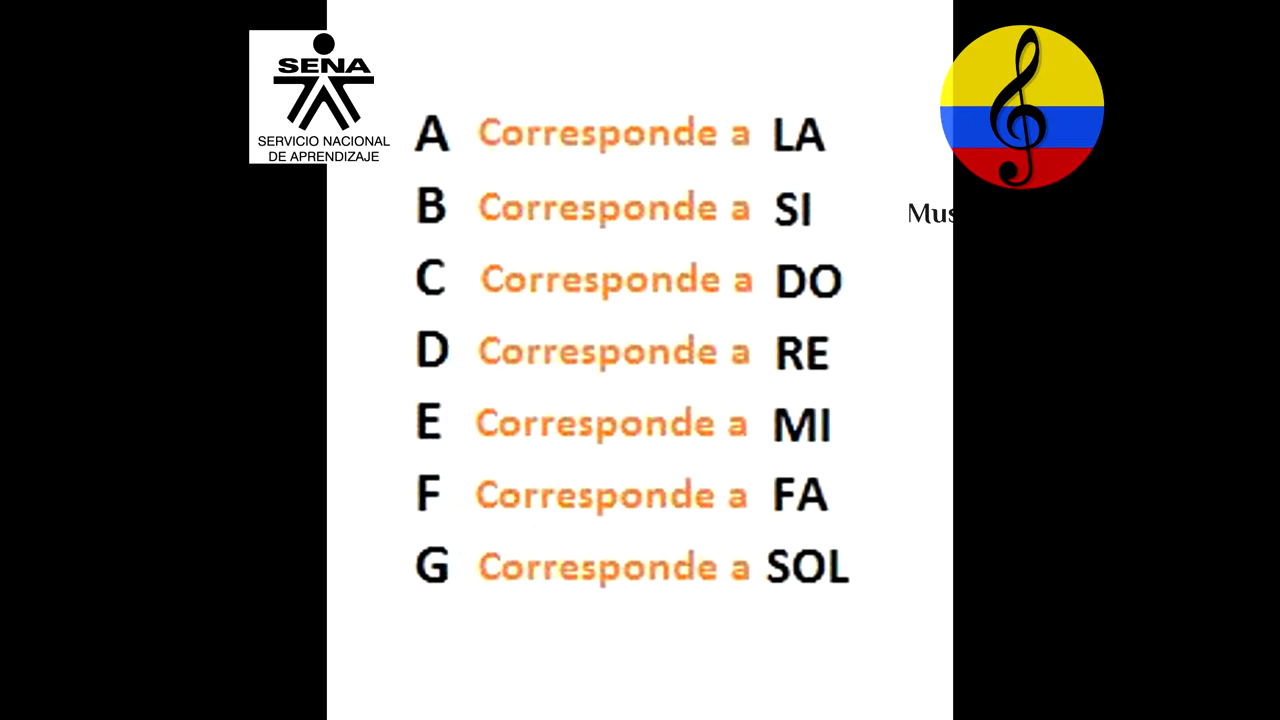 SENA
SERVICIO NACIONAL
DE APRENDIZAJE
A Corresponde a LA
B Corresponde a SI
Mus
C Corresponde a DO
D Corresponde a RE
E Corresponde a MI
F Corresponde a FA
G Corresponde a SOL